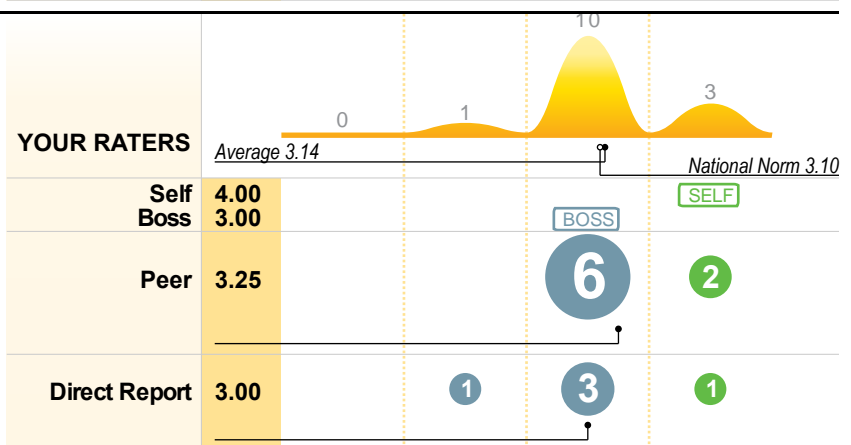 10
3
1
0
YOUR RATERS
Average 3.14
National Norm 3.10
Self 4.00 SELF
Boss 3.00 BOSS
Peer 3.25 6 2
Direct Report 3.00 1 3 1